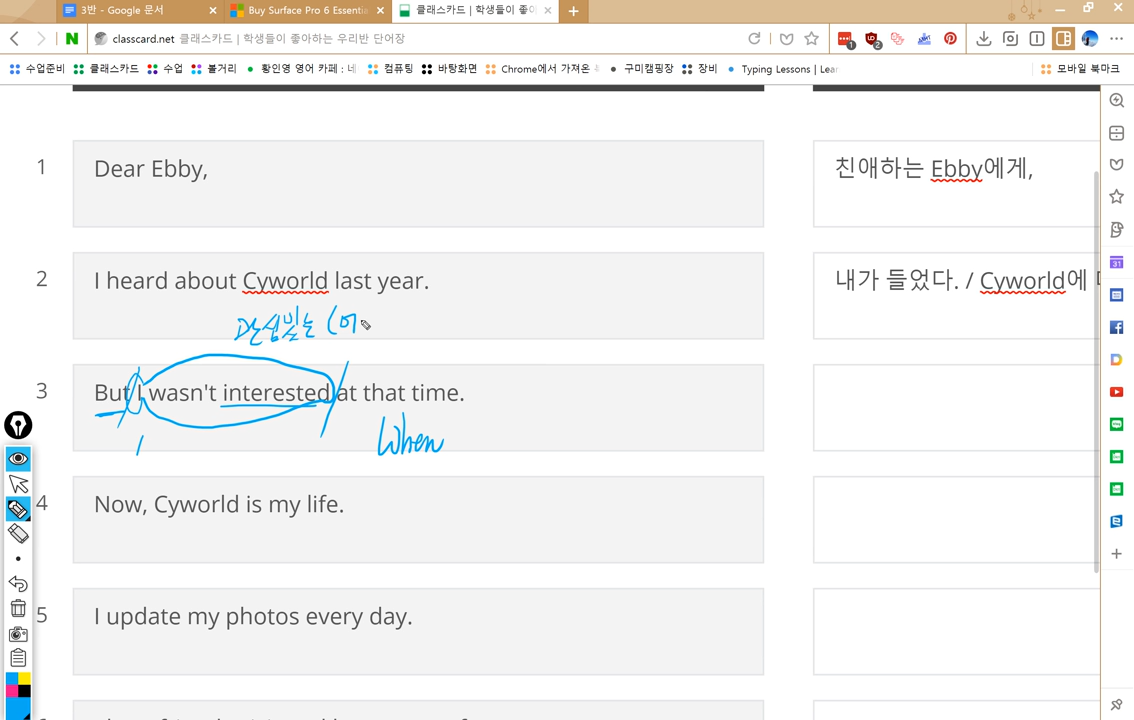 3반 - Google 문서
Buy Surface Pro 6 Essentia
클래스카드 | 학생들이 좋아하
N classcard.net 클래스카드 | 학생들이 좋아하는 우리반 단어장
수업준비 클래스카드 수업 볼거리 황인영 영어 카페 : 네 컴퓨팅 바탕화면 Chrome에서 가져온 구미캠핑장 장비 Typing Lessons | Lear 모바일 북마크
1 Dear Ebby, 친애하는 Ebby에게,
2 I heard about Cyworld last year. 내가 들었다. / Cyworld에
관심있는 (어
3 But I wasn't interested at that time.
When
4 Now, Cyworld is my life.
5 I update my photos every day.